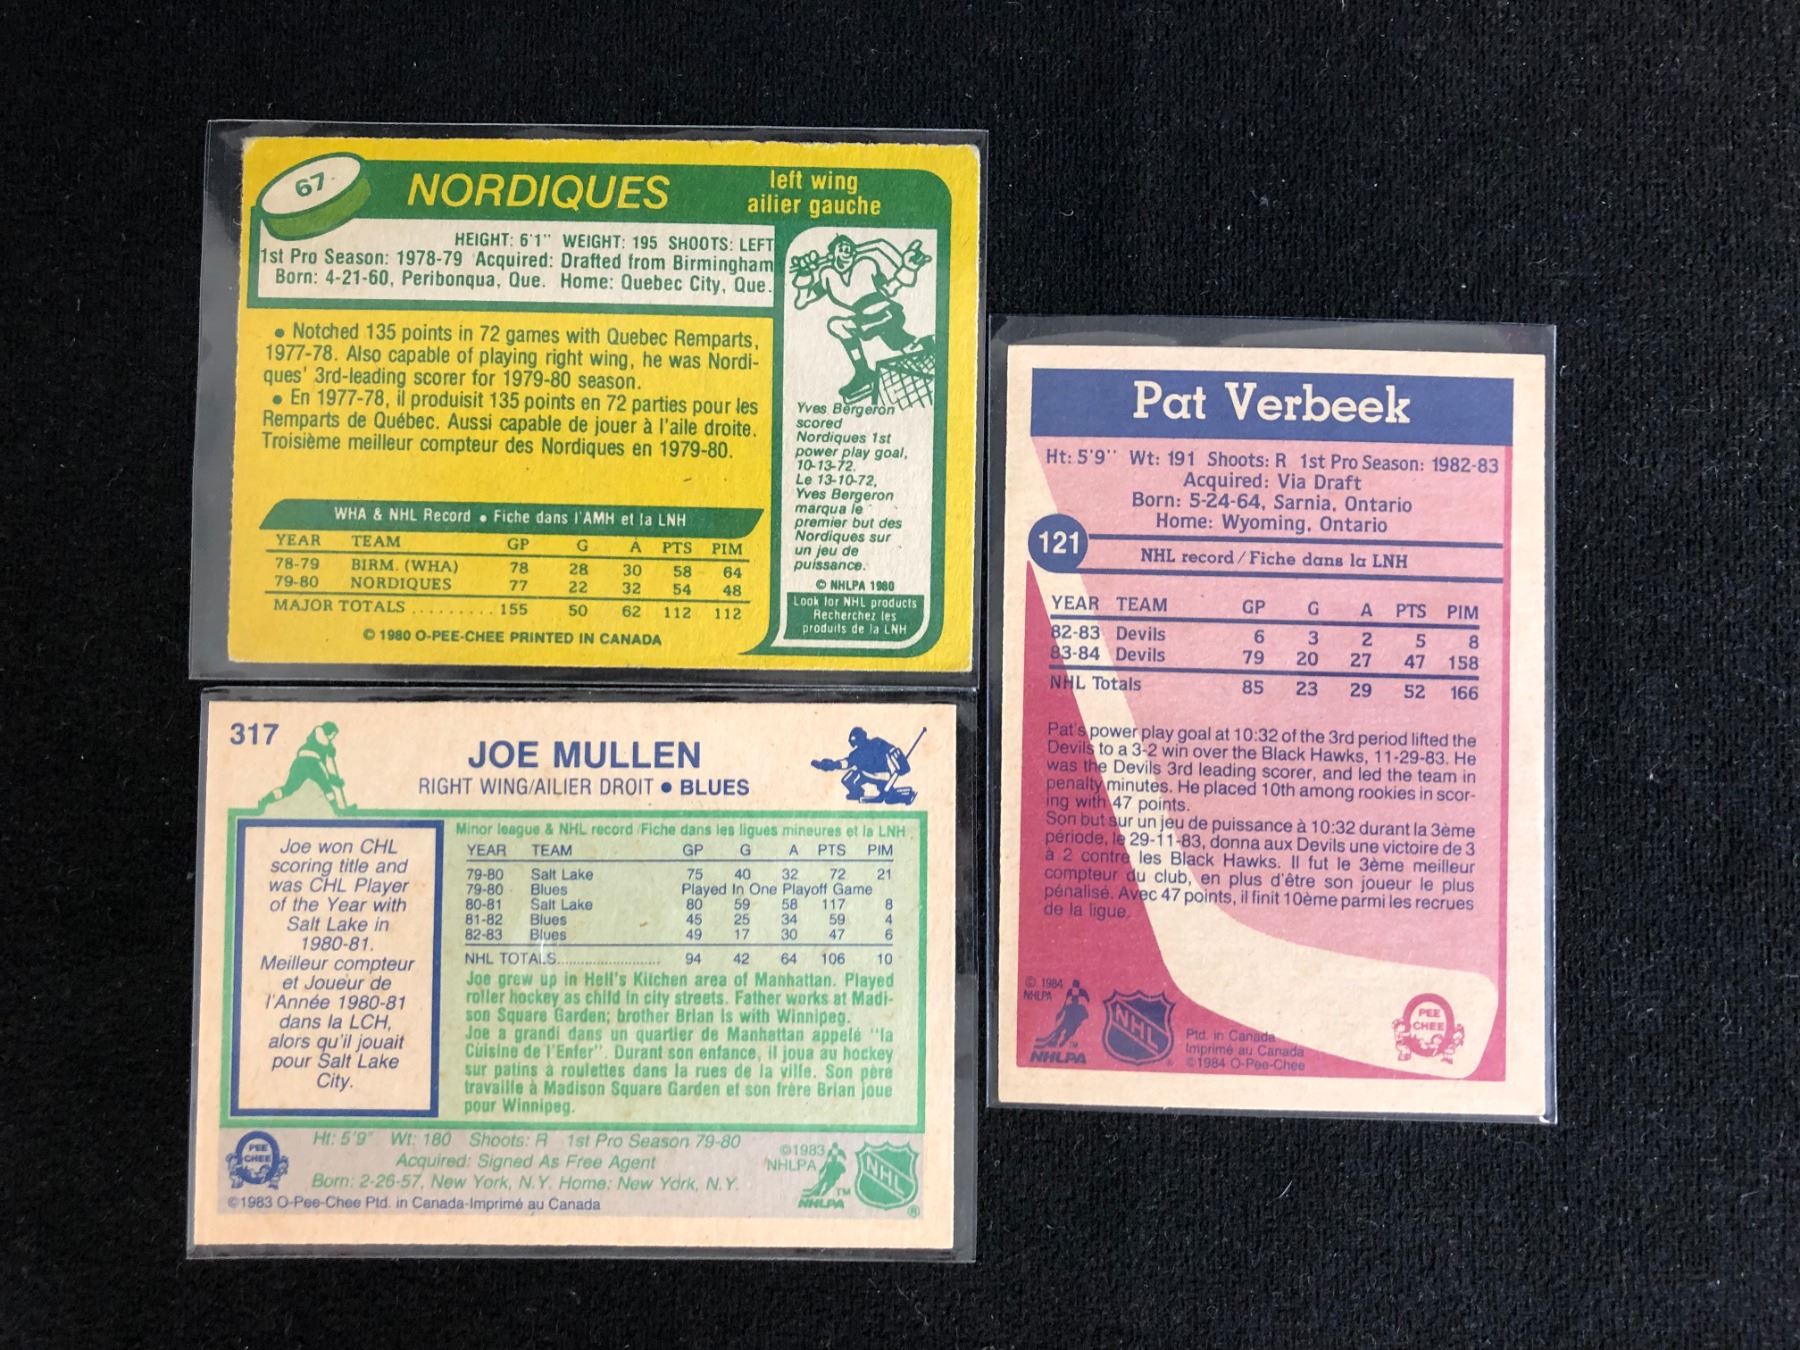 67
NORDIQUES
left wing
ailier gauche
HEIGHT: 6'1" WEIGHT: 195 SHOOTS: LEFT
1st Pro Season: 1978-79 Acquired: Drafted from Birmingham
Born: 4-21-60, Peribonqua, Que. Home: Quebec City, Que.
• Notched 135 points in 72 games with Quebec Remparts,
1977-78. Also capable of playing right wing, he was Nordi-
ques' 3rd-leading scorer for 1979-80 season.
• En 1977-78, il produisit 135 points en 72 parties pour les
Remparts de Québec. Aussi capable de jouer à l'aile droite.
Troisième meilleur compteur des Nordiques en 1979-80.
WHA & NHL Record • Fiche dans l'AMH et la LNH
YEAR TEAM GP G A PTS PIM
78-79 BIRM. (WHA) 78 28 30 58 64
79-80 NORDIQUES 77 22 32 54 48
MAJOR TOTALS ......... 155 50 62 112 112
© 1980 O-PEE-CHEE PRINTED IN CANADA
Yves Bergeron
scored
Nordiques 1st
power play goal,
10-13-72.
Le 13-10-72,
Yves Bergeron
marqua le
premier but des
Nordiques sur
un jeu de
puissance.
© NHLPA 1980
Look for NHL products
Recherchez les
produits de la LNH
317
JOE MULLEN
RIGHT WING/AILIER DROIT • BLUES
Joe won CHL
scoring title and
was CHL Player
of the Year with
Salt Lake in
1980-81.
Meilleur compteur
et Joueur de
l'Année 1980-81
dans la LCH,
alors qu'il jouait
pour Salt Lake
City.
Minor league & NHL record/Fiche dans les ligues mineures et la LNH
YEAR TEAM GP G A PTS PIM
79-80 Salt Lake 75 40 32 72 21
79-80 Blues Played In One Playoff Game
80-81 Salt Lake 80 59 58 117 8
81-82 Blues 45 25 34 59 4
82-83 Blues 49 17 30 47 6
NHL TOTALS.................... 94 42 64 106 10
Joe grew up in Hell's Kitchen area of Manhattan. Played
roller hockey as child in city streets. Father works at Madi-
son Square Garden; brother Brian is with Winnipeg.
Joe a grandi dans un quartier de Manhattan appelé "la
Cuisine de l'Enfer". Durant son enfance, il joua au hockey
sur patins à roulettes dans la rues de la ville. Son père
travaille à Madison Square Garden et son frère Brian joue
pour Winnipeg.
PEE
CHEE
Ht: 5'9" Wt: 180 Shoots: R 1st Pro Season 79-80
Acquired: Signed As Free Agent
Born: 2-26-57, New York, N.Y. Home: New York, N.Y.
©1983 O-Pee-Chee Ptd. in Canada-Imprimé au Canada
©1983
NHLPA
TM
NHLPA
NHL
®
Pat Verbeek
Ht: 5'9" Wt: 191 Shoots: R 1st Pro Season: 1982-83
Acquired: Via Draft
Born: 5-24-64, Sarnia, Ontario
Home: Wyoming, Ontario
121
NHL record/Fiche dans la LNH
YEAR TEAM GP G A PTS PIM
82-83 Devils 6 3 2 5 8
83-84 Devils 79 20 27 47 158
NHL Totals 85 23 29 52 166
Pat's power play goal at 10:32 of the 3rd period lifted the
Devils to a 3-2 win over the Black Hawks, 11-29-83. He
was the Devils 3rd leading scorer, and led the team in
penalty minutes. He placed 10th among rookies in scor-
ing with 47 points.
Son but sur un jeu de puissance à 10:32 durant la 3ème
période, le 29-11-83, donna aux Devils une victoire de 3
à 2 contre les Black Hawks. Il fut le 3ème meilleur
compteur du club, en plus d'être son joueur le plus
pénalisé. Avec 47 points, il finit 10ème parmi les recrues
de la ligue.
© 1984
NHLPA
TM
NHLPA
NHL
®
Ptd. in Canada
Imprimé au Canada
©1984 O-Pee-Chee
PEE
CHEE